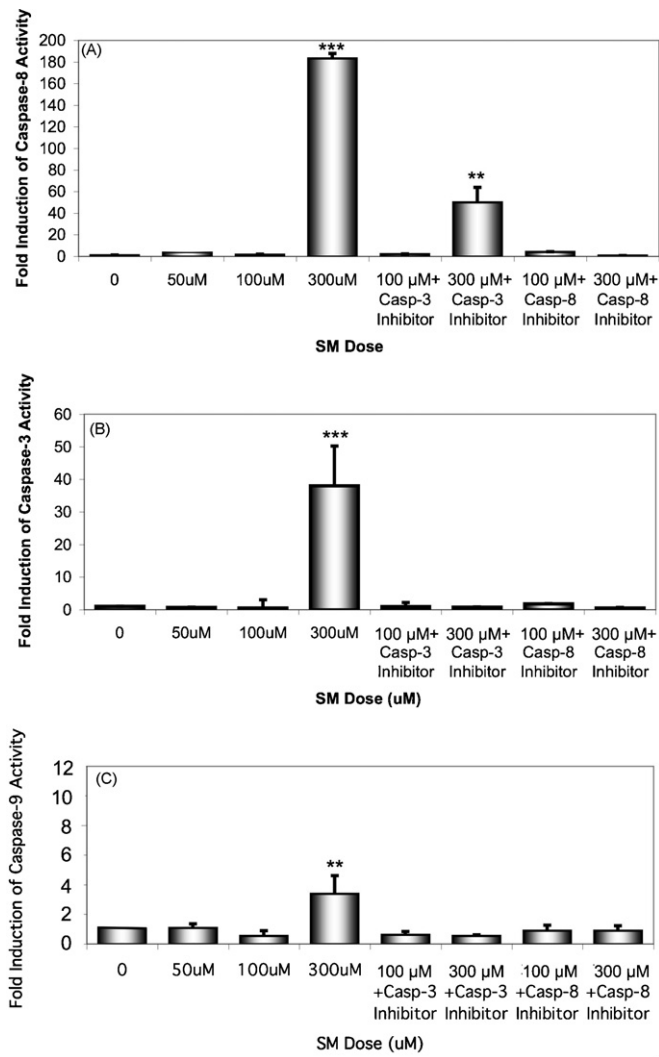 (A)
Fold Induction of Caspase-8 Activity
200
180
160
140
120
100
80
60
40
20
0
***
**
0 50uM 100uM 300uM 100 µM+ 300 µM+ 100 µM+ 300 µM+
Casp-3 Casp-3 Casp-8 Casp-8
Inhibitor Inhibitor Inhibitor Inhibitor
SM Dose
(B)
Fold Induction of Caspase-3 Activity
60
50
40
30
20
10
0
***
0 50uM 100uM 300uM 100 µM+ 300 µM+ 100 µM+ 300 µM+
Casp-3 Casp-3 Casp-8 Casp-8
Inhibitor Inhibitor Inhibitor Inhibitor
SM Dose (uM)
(C)
Fold Induction of Caspase-9 Activity
12
10
8
6
4
2
0
**
0 50uM 100uM 300uM 100 µM 300 µM 100 µM 300 µM
+Casp-3 +Casp-3 +Casp-8 +Casp-8
Inhibitor Inhibitor Inhibitor Inhibitor
SM Dose (uM)